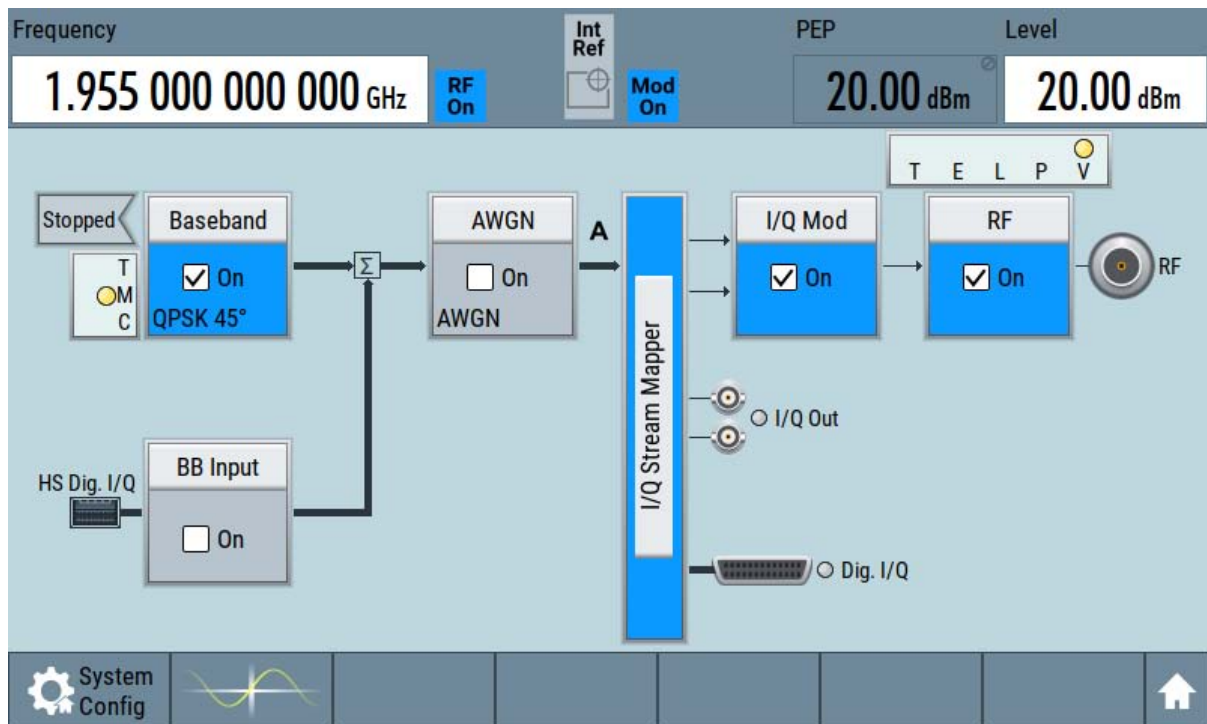 Frequency
Int
Ref
PEP
Level
1.955 000 000 000 GHz
RF
On
Mod
On
20.00 dBm
20.00 dBm
T E L P V
Stopped
Baseband
AWGN
A
I/Q Mod
RF
T
M
C
On
QPSK 45°
Σ
On
AWGN
On
On
RF
I/Q Stream Mapper
I/Q Out
BB Input
HS Dig. I/Q
On
Dig. I/Q
System
Config